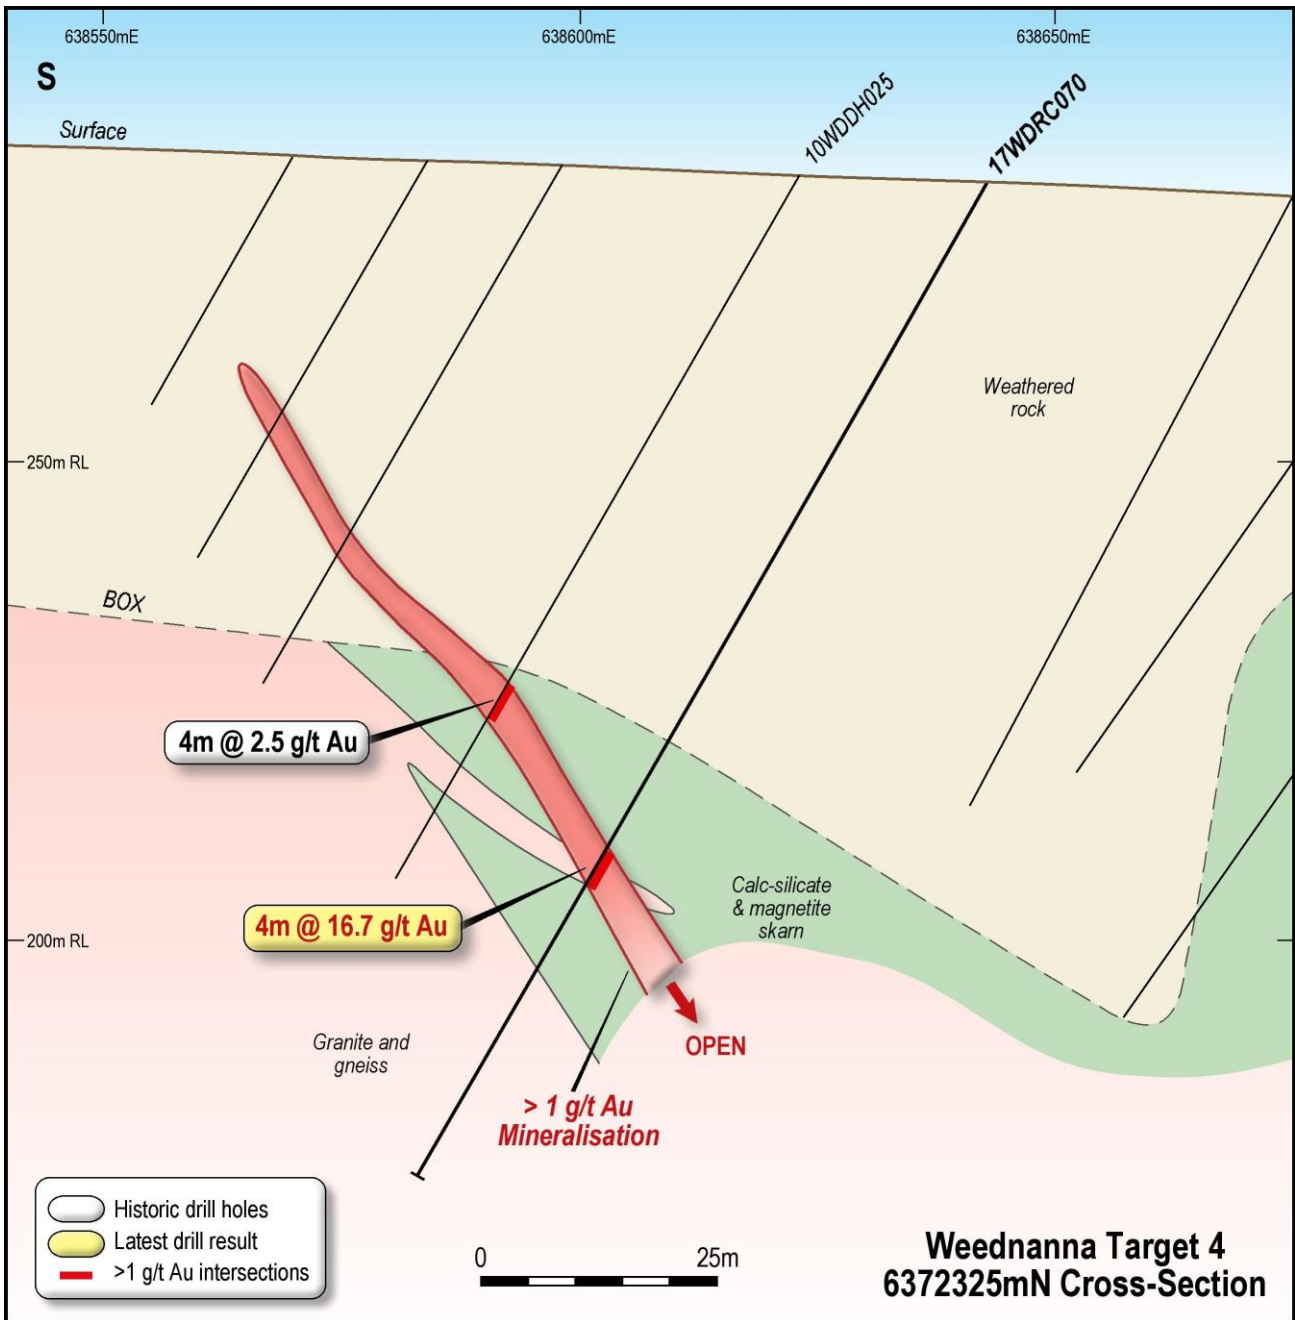 638550mE
638600mE
638650mE
S
Surface
10WDDH025
17WDRC070
Weathered
rock
250m RL
BOX
4m @ 2.5 g/t Au
4m @ 16.7 g/t Au
Calc-silicate
& magnetite
skarn
200m RL
Granite and
gneiss
OPEN
> 1 g/t Au
Mineralisation
Historic drill holes
Latest drill result
>1 g/t Au intersections
0
25m
Weednanna Target 4
6372325mN Cross-Section